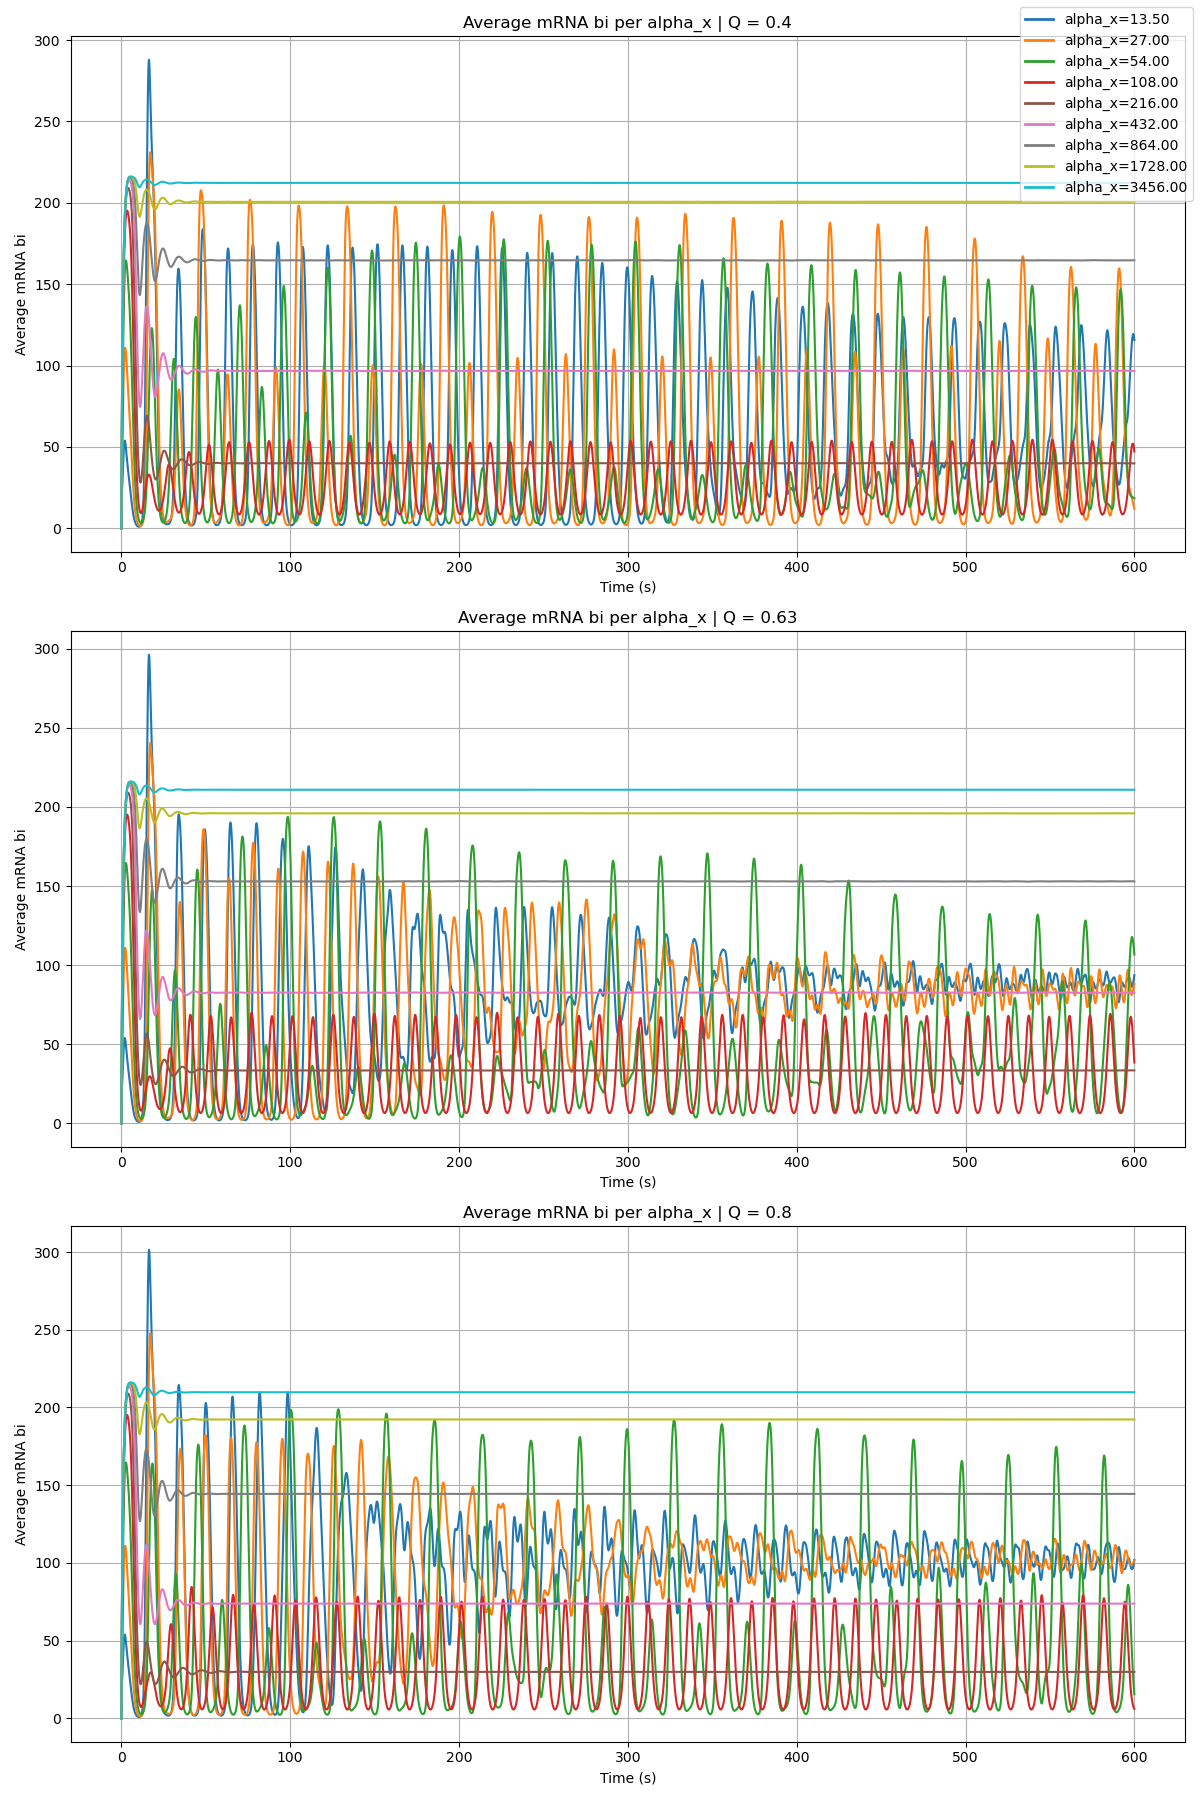 Average mRNA bi per alpha_x | Q = 0.4
alpha_x=13.50
alpha_x=27.00
alpha_x=54.00
alpha_x=108.00
alpha_x=216.00
alpha_x=432.00
alpha_x=864.00
alpha_x=1728.00
alpha_x=3456.00
300
250
200
150
100
50
0
Average mRNA bi
0 100 200 300 400 500 600
Time (s)
Average mRNA bi per alpha_x | Q = 0.63
300
250
200
150
100
50
0
Average mRNA bi
0 100 200 300 400 500 600
Time (s)
Average mRNA bi per alpha_x | Q = 0.8
300
250
200
150
100
50
0
Average mRNA bi
0 100 200 300 400 500 600
Time (s)